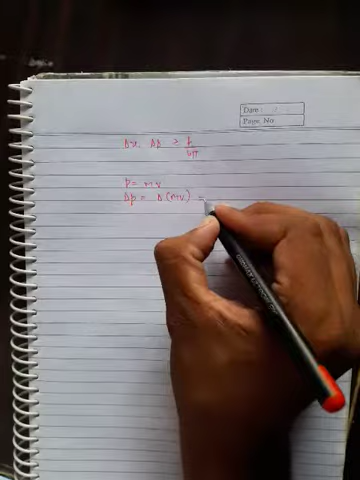 Date :
Page No.
Δx Δp ≥ h/4π
p = mv
Δp = Δ(mv) =